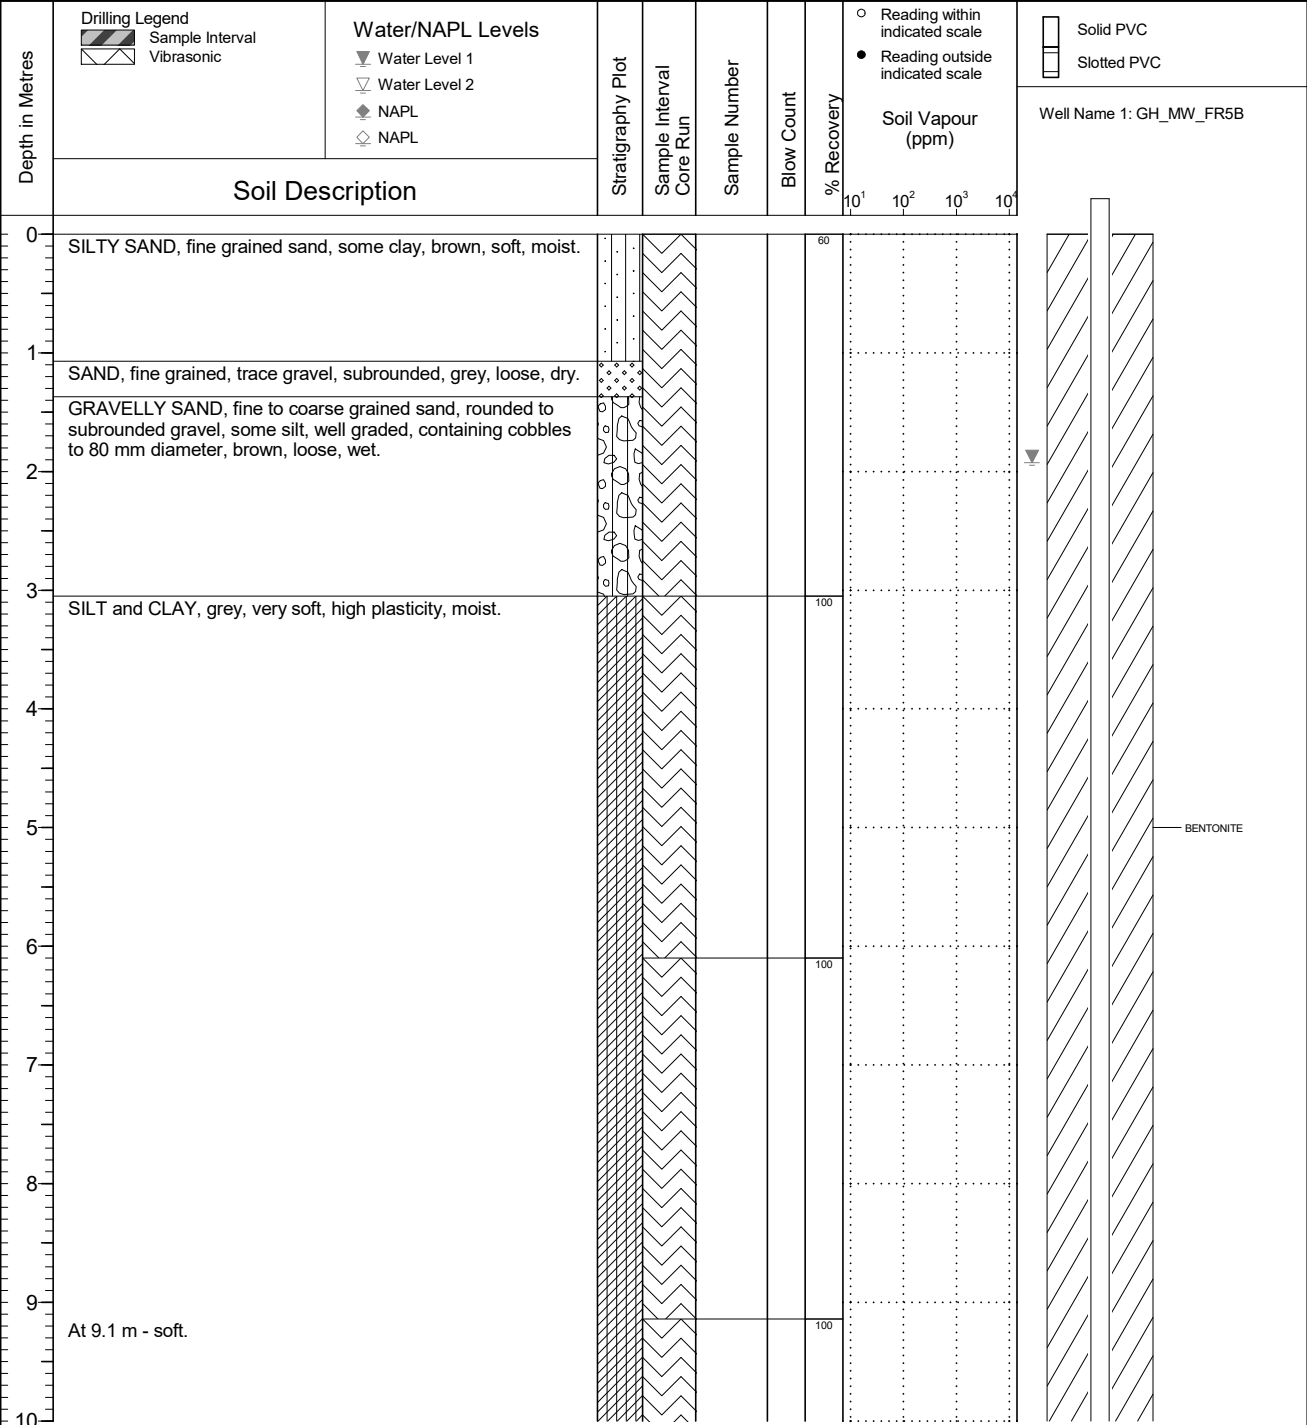 Depth in Metres
Drilling Legend
Sample Interval
Vibrasonic
Water/NAPL Levels
Water Level 1
Water Level 2
NAPL
NAPL
Soil Description
Stratigraphy Plot
Sample Interval
Core Run
Sample Number
Blow Count
% Recovery
Reading within
indicated scale
Reading outside
indicated scale
Soil Vapour
(ppm)
10¹ 10² 10³ 10⁴
Solid PVC
Slotted PVC
Well Name 1: GH_MW_FR5B
0
SILTY SAND, fine grained sand, some clay, brown, soft, moist.
60
1
SAND, fine grained, trace gravel, subrounded, grey, loose, dry.
GRAVELLY SAND, fine to coarse grained sand, rounded to
subrounded gravel, some silt, well graded, containing cobbles
to 80 mm diameter, brown, loose, wet.
2
3
SILT and CLAY, grey, very soft, high plasticity, moist.
100
4
5
BENTONITE
6
100
7
8
9
At 9.1 m - soft.
100
10